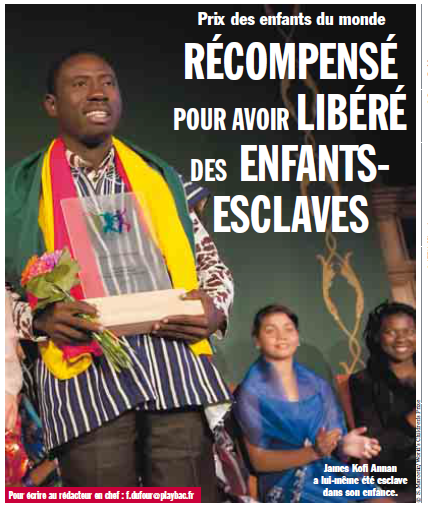 Prix des enfants du monde
RÉCOMPENSÉ
POUR AVOIR LIBÉRÉ
DES ENFANTS-
ESCLAVES
James Kofi Annan
a lui-même été esclave
dans son enfance.
Pour écrire au rédacteur en chef : f.dufour@playbac.fr